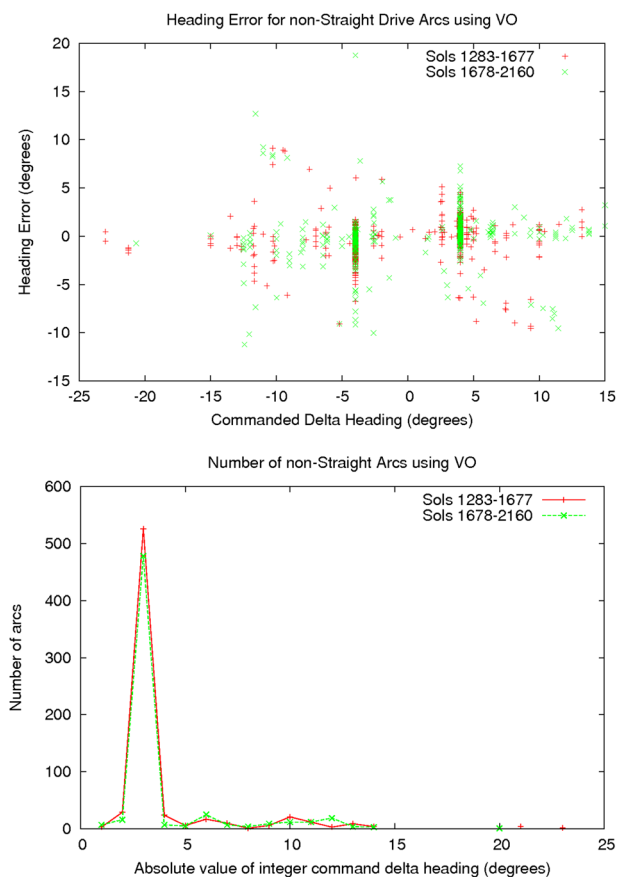 Heading Error for non-Straight Drive Arcs using VO
20
Sols 1283-1677
Sols 1678-2160
15
10
5
0
-5
-10
-15
Heading Error (degrees)
-25 -20 -15 -10 -5 0 5 10 15
Commanded Delta Heading (degrees)
Number of non-Straight Arcs using VO
600
Sols 1283-1677
Sols 1678-2160
500
400
300
200
100
0
Number of arcs
0 5 10 15 20 25
Absolute value of integer command delta heading (degrees)